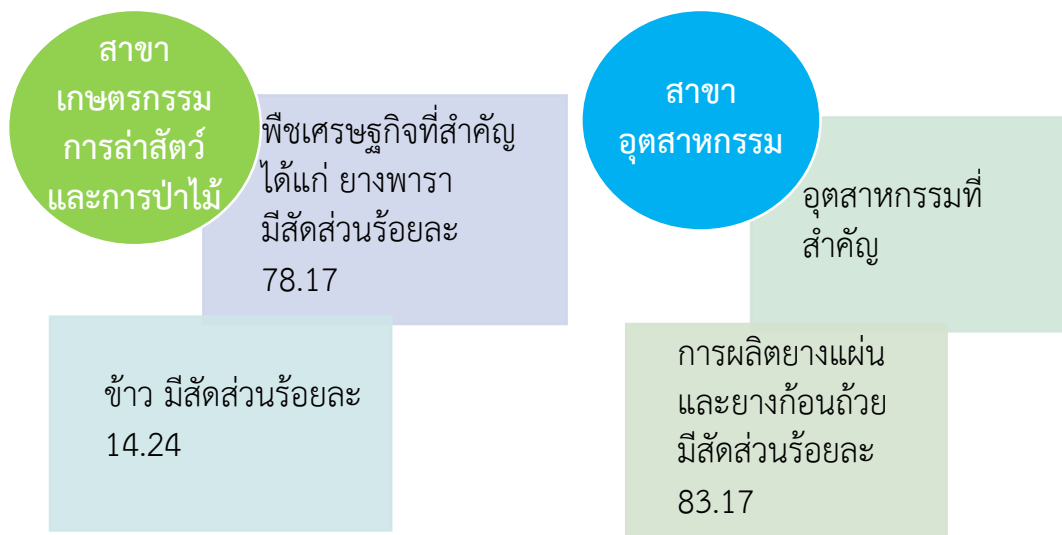 สาขา
เกษตรกรรม
การล่าสัตว์
และการป่าไม้
พืชเศรษฐกิจที่สำคัญ
ได้แก่ ยางพารา
มีสัดส่วนร้อยละ
78.17
ข้าว มีสัดส่วนร้อยละ
14.24
สาขา
อุตสาหกรรม
อุตสาหกรรมที่
สำคัญ
การผลิตยางแผ่น
และยางก้อนถ้วย
มีสัดส่วนร้อยละ
83.17